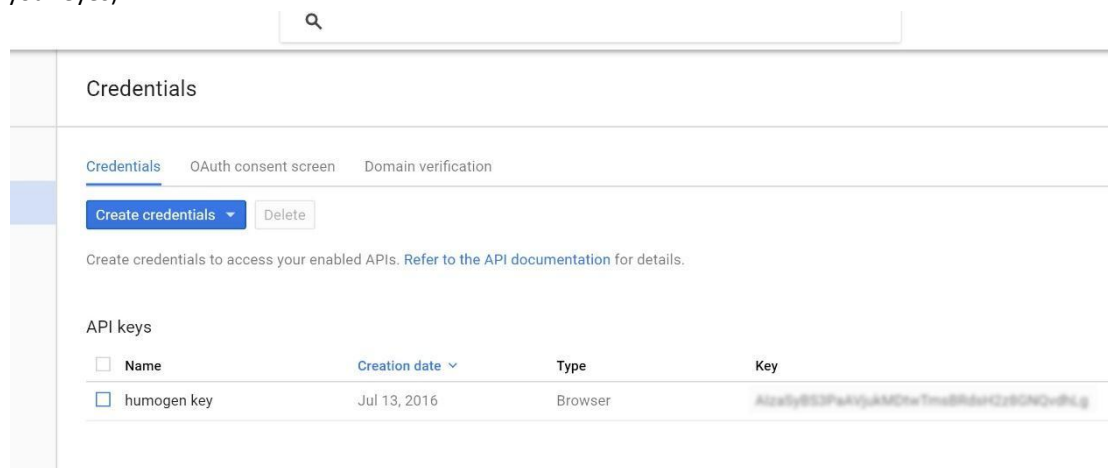 Credentials
Credentials OAuth consent screen Domain verification
Create credentials Delete
Create credentials to access your enabled APIs. Refer to the API documentation for details.
API keys
Name Creation date Type Key
humogen key Jul 13, 2016 Browser